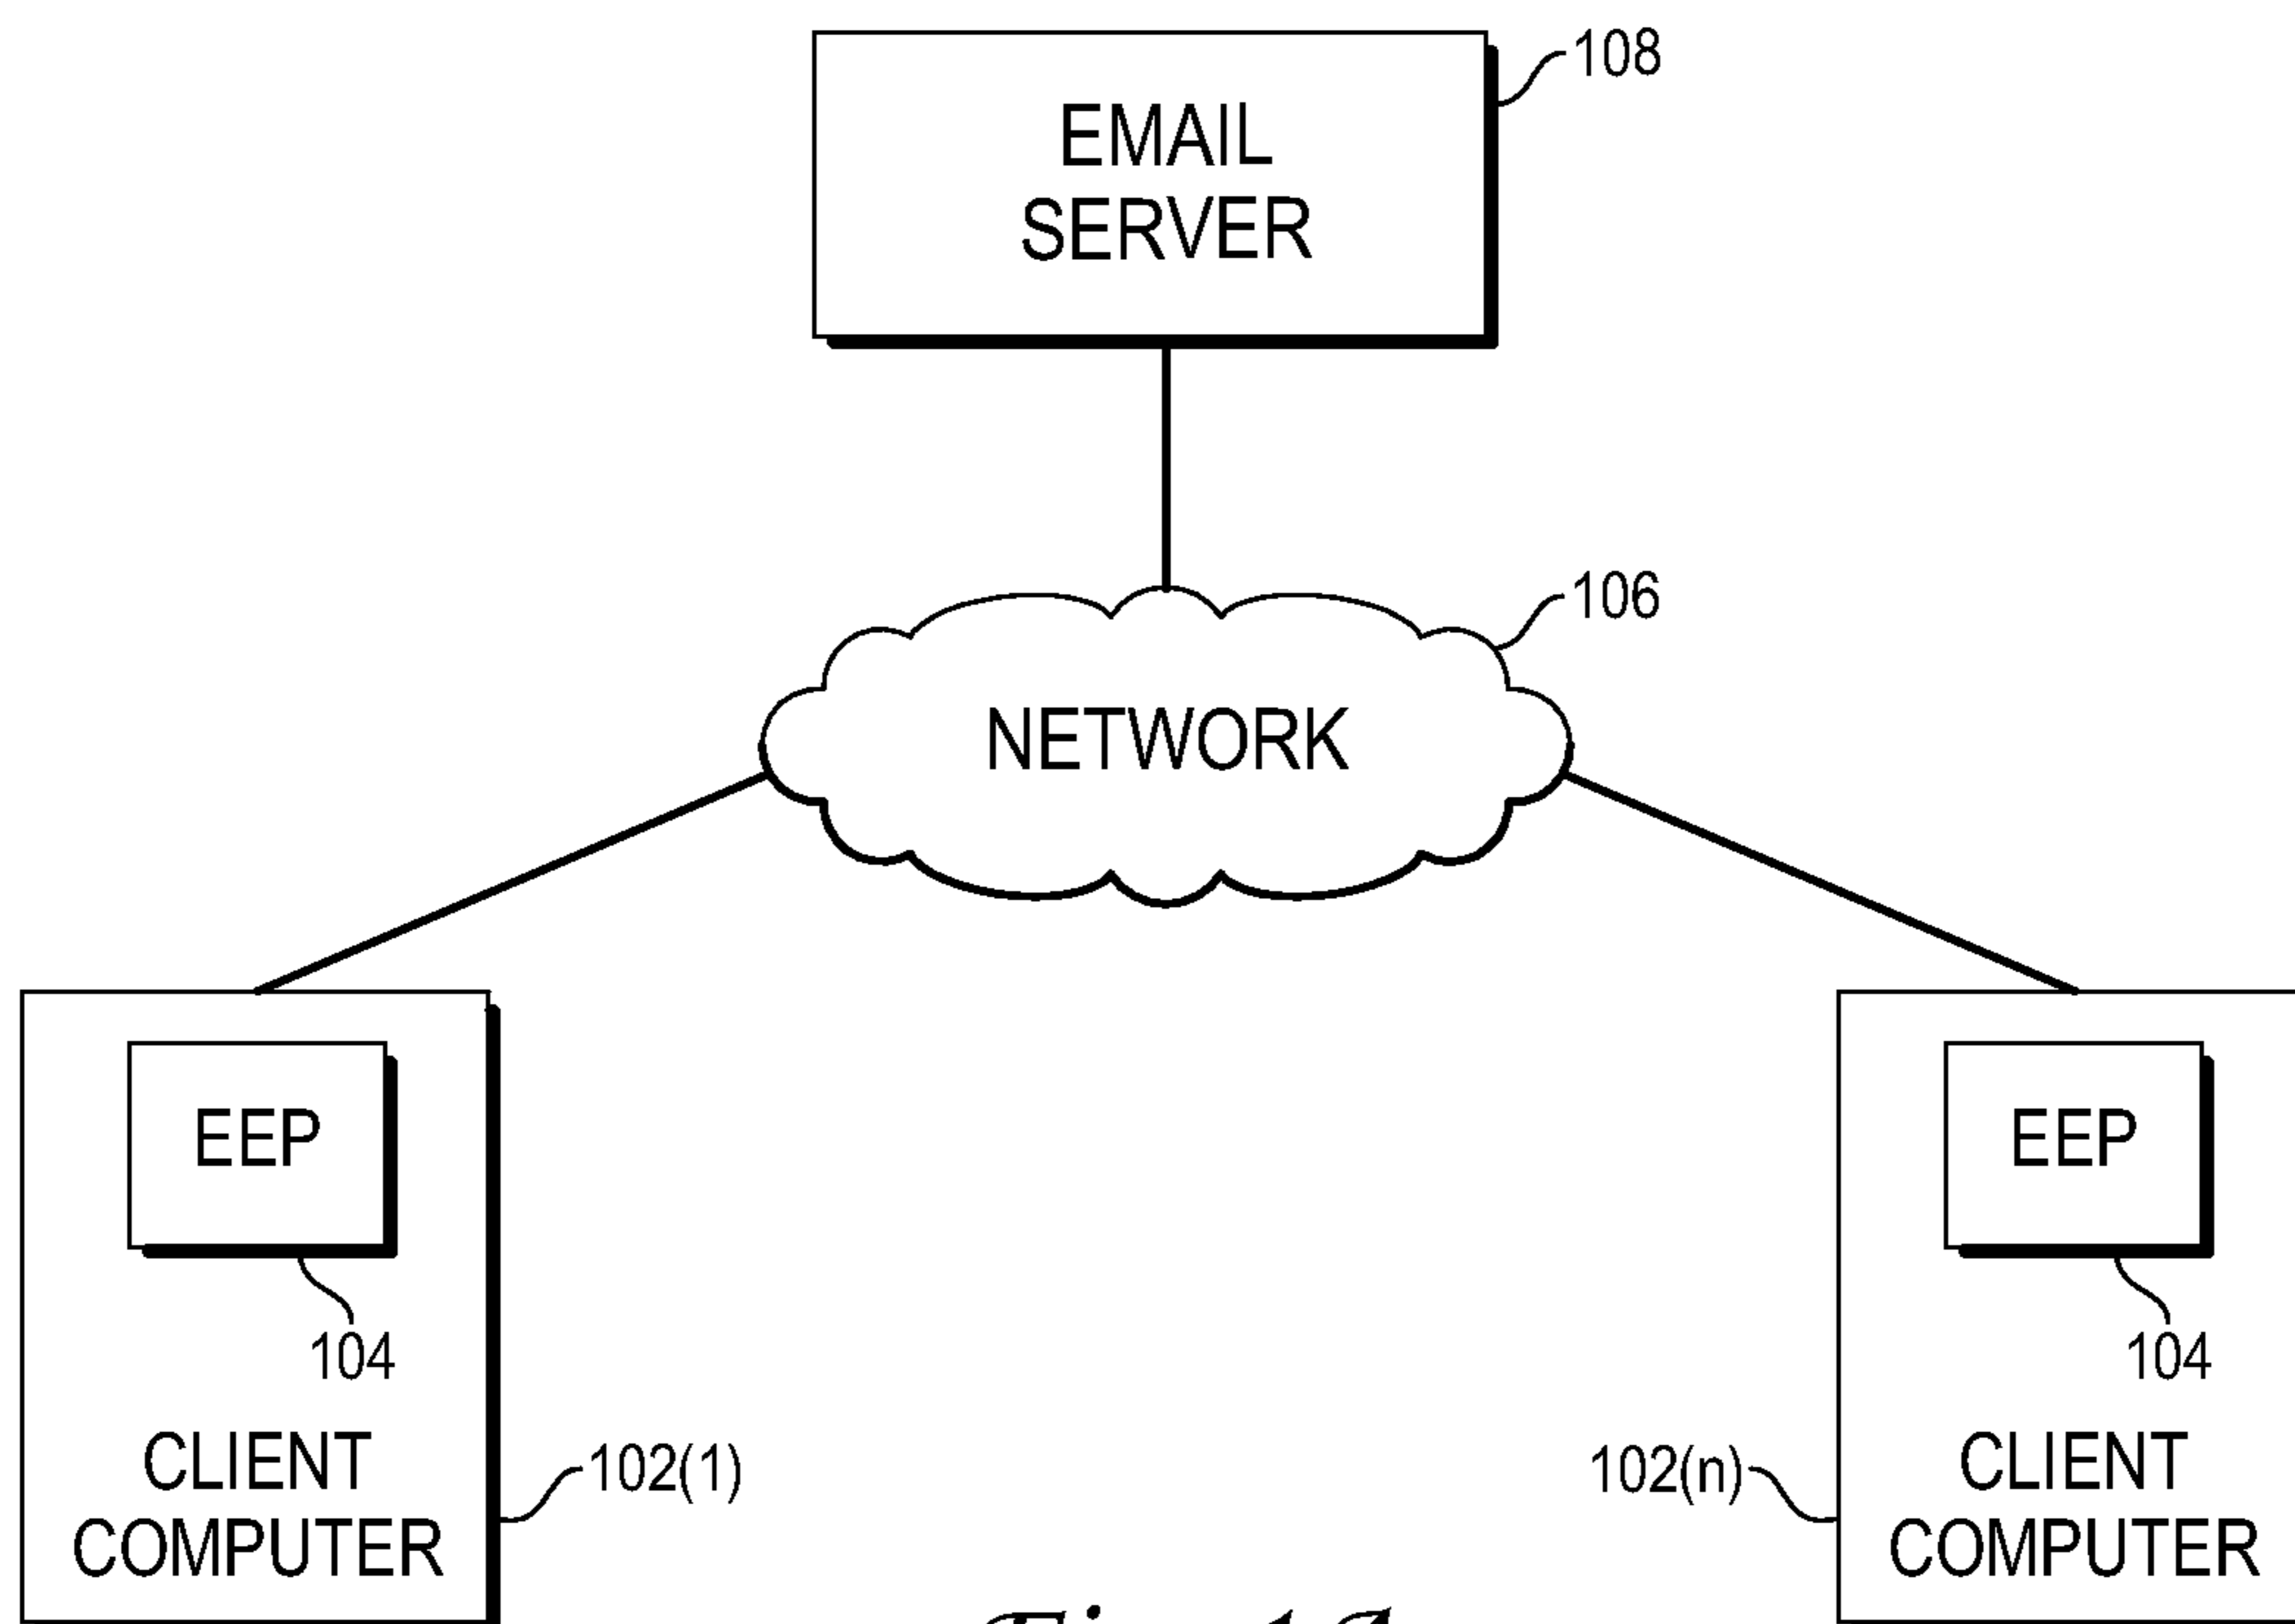 EMAIL
SERVER
108
106
NETWORK
EEP
104
CLIENT
COMPUTER
102(1)
EEP
104
102(n)
CLIENT
COMPUTER